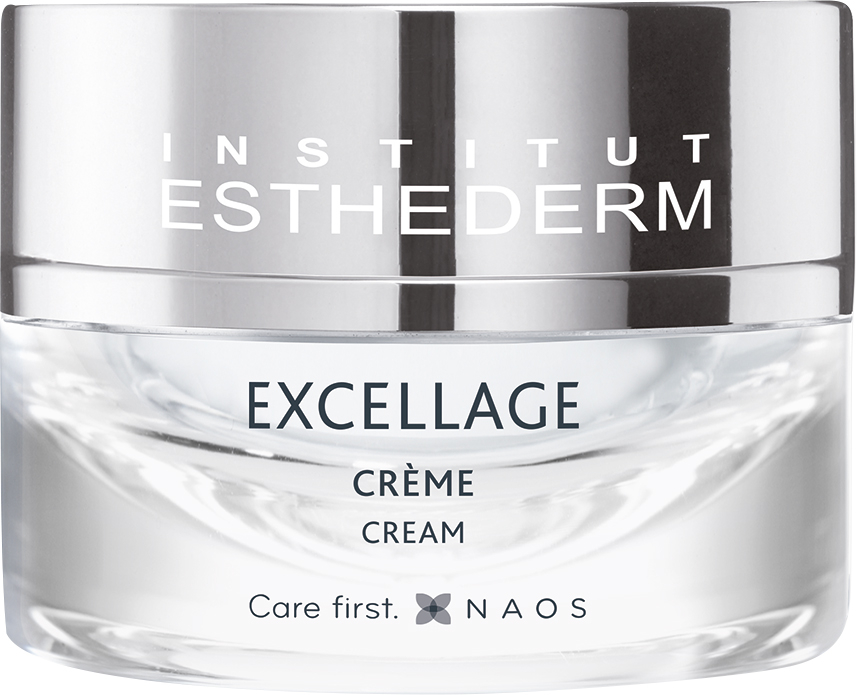 INSTITUT
ESTHEDERM
EXCELLAGE
CRÈME
CREAM
Care first. NAOS